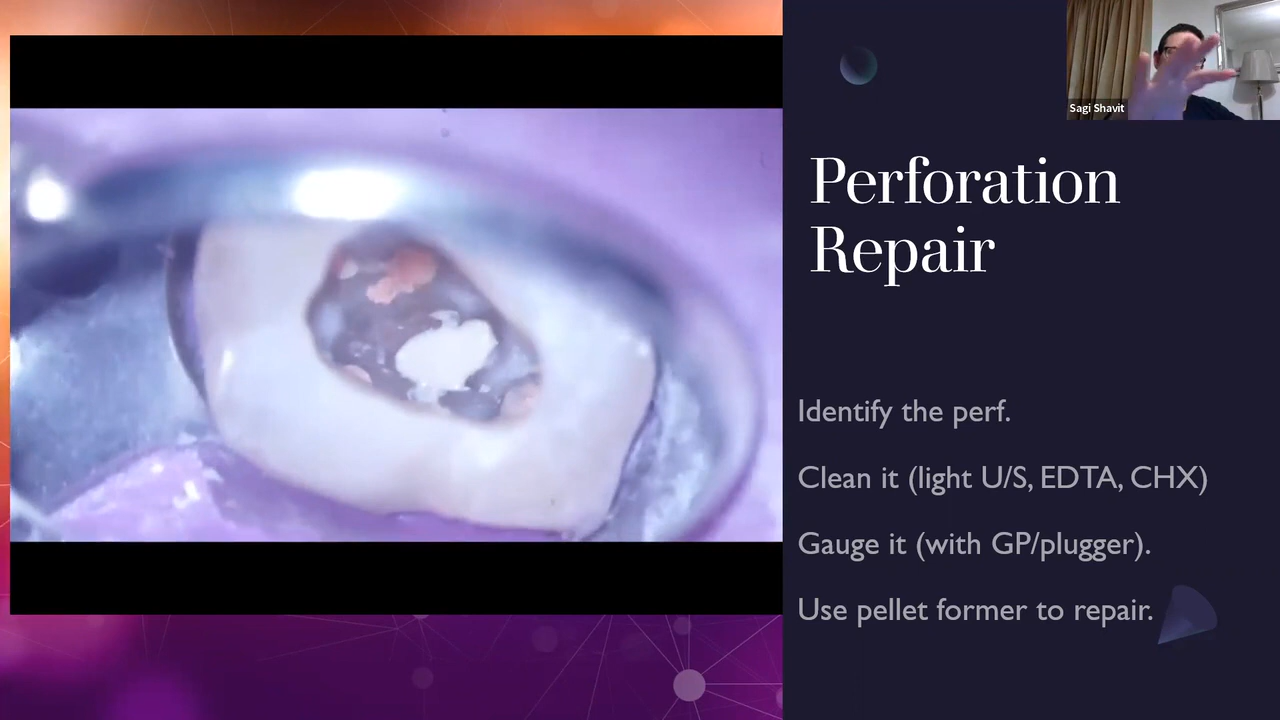 Sagi Shavit
Perforation
Repair
Identify the perf.
Clean it (light U/S, EDTA, CHX)
Gauge it (with GP/plugger).
Use pellet former to repair.